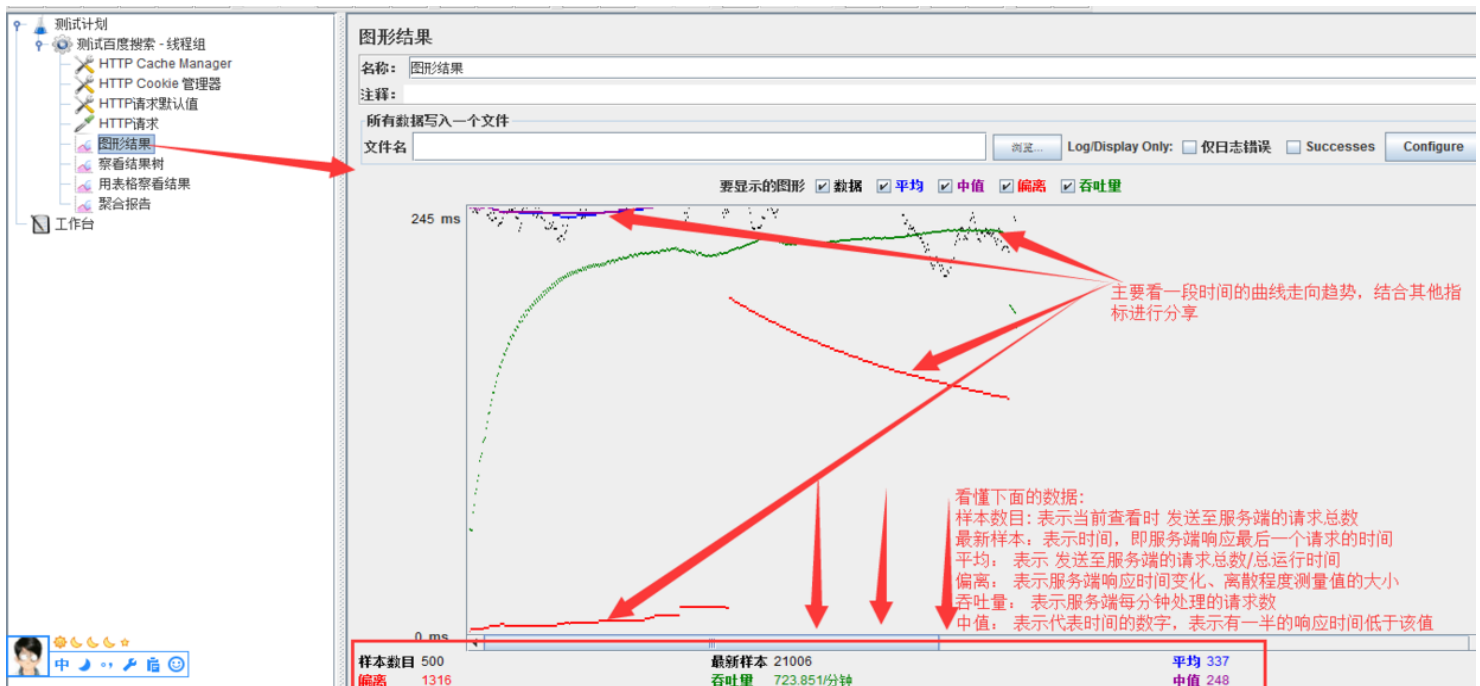 测试计划
测试百度搜索 - 线程组
HTTP Cache Manager
HTTP Cookie 管理器
HTTP请求默认值
HTTP请求
图形结果
察看结果树
用表格察看结果
聚合报告
工作台
图形结果
名称： 图形结果
注释：
所有数据写入一个文件
文件名 浏览... Log/Display Only: 仅日志错误 Successes Configure
要显示的图形 数据 平均 中值 偏离 吞吐量
245 ms
主要看一段时间的曲线走向趋势，结合其他指
标进行分享
看懂下面的数据：
样本数目：表示当前查看时 发送至服务端的请求总数
最新样本：表示时间，即服务端响应最后一个请求的时间
平均： 表示 发送至服务端的请求总数/总运行时间
偏离： 表示服务端响应时间变化、离散程度测量值的大小
吞吐量： 表示服务端每分钟处理的请求数
中值： 表示代表时间的数字，表示有一半的响应时间低于该值
0 ms
样本数目 500 最新样本 21006 平均 337
偏离 1316 吞吐量 723.851/分钟 中值 248
中